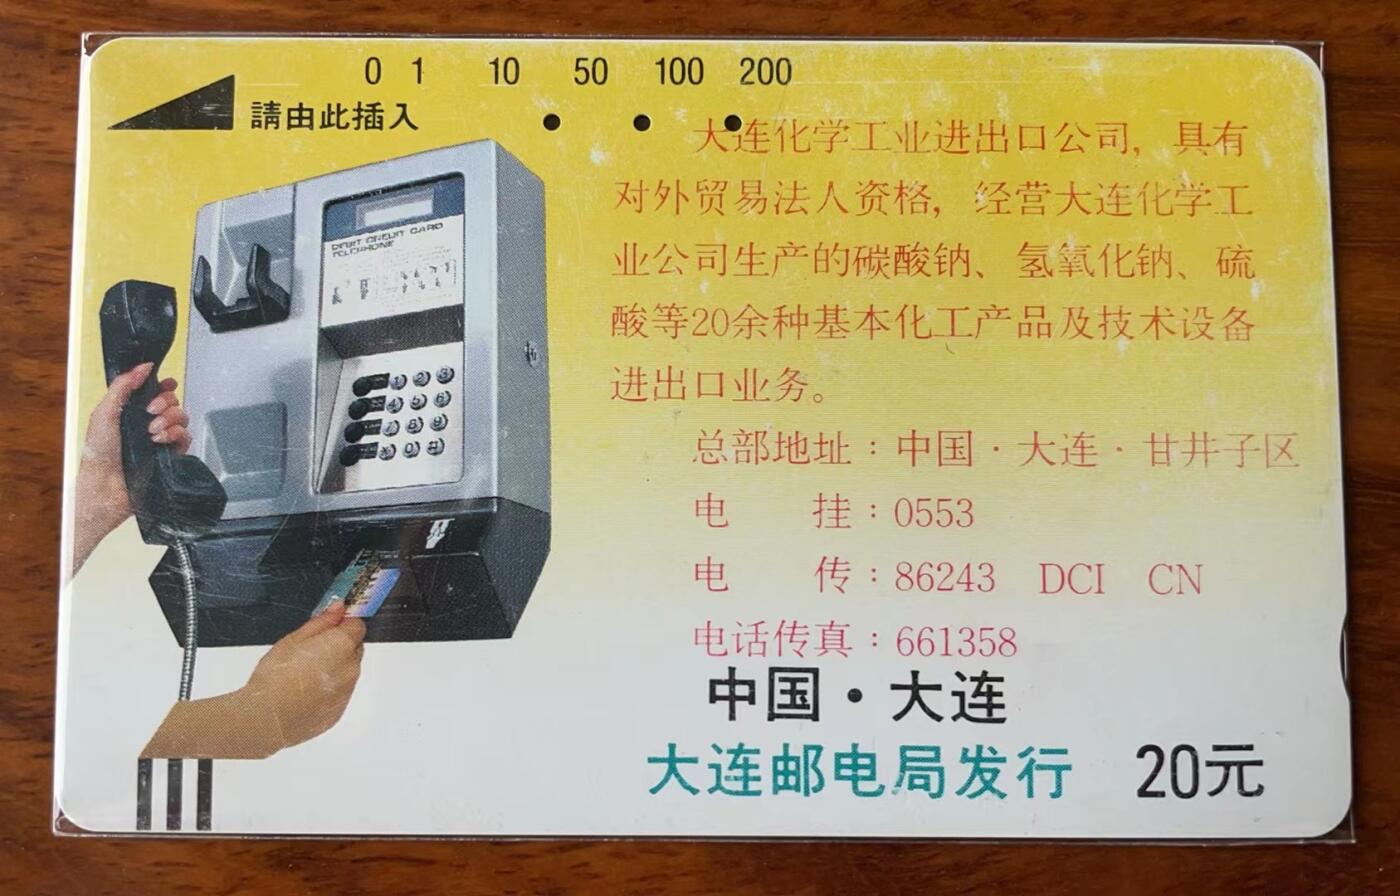 0 1 10 50 100 200
請由此插入
DEBIT CREDIT CARD
TELEPHONE
大连化学工业进出口公司，具有
对外贸易法人资格，经营大连化学工
业公司生产的碳酸钠、氢氧化钠、硫
酸等20余种基本化工产品及技术设备
进出口业务。
总部地址：中国·大连·甘井子区
电　　挂：0553
电　　传：86243　DCI　CN
电话传真：661358
中国·大连
大连邮电局发行　20元